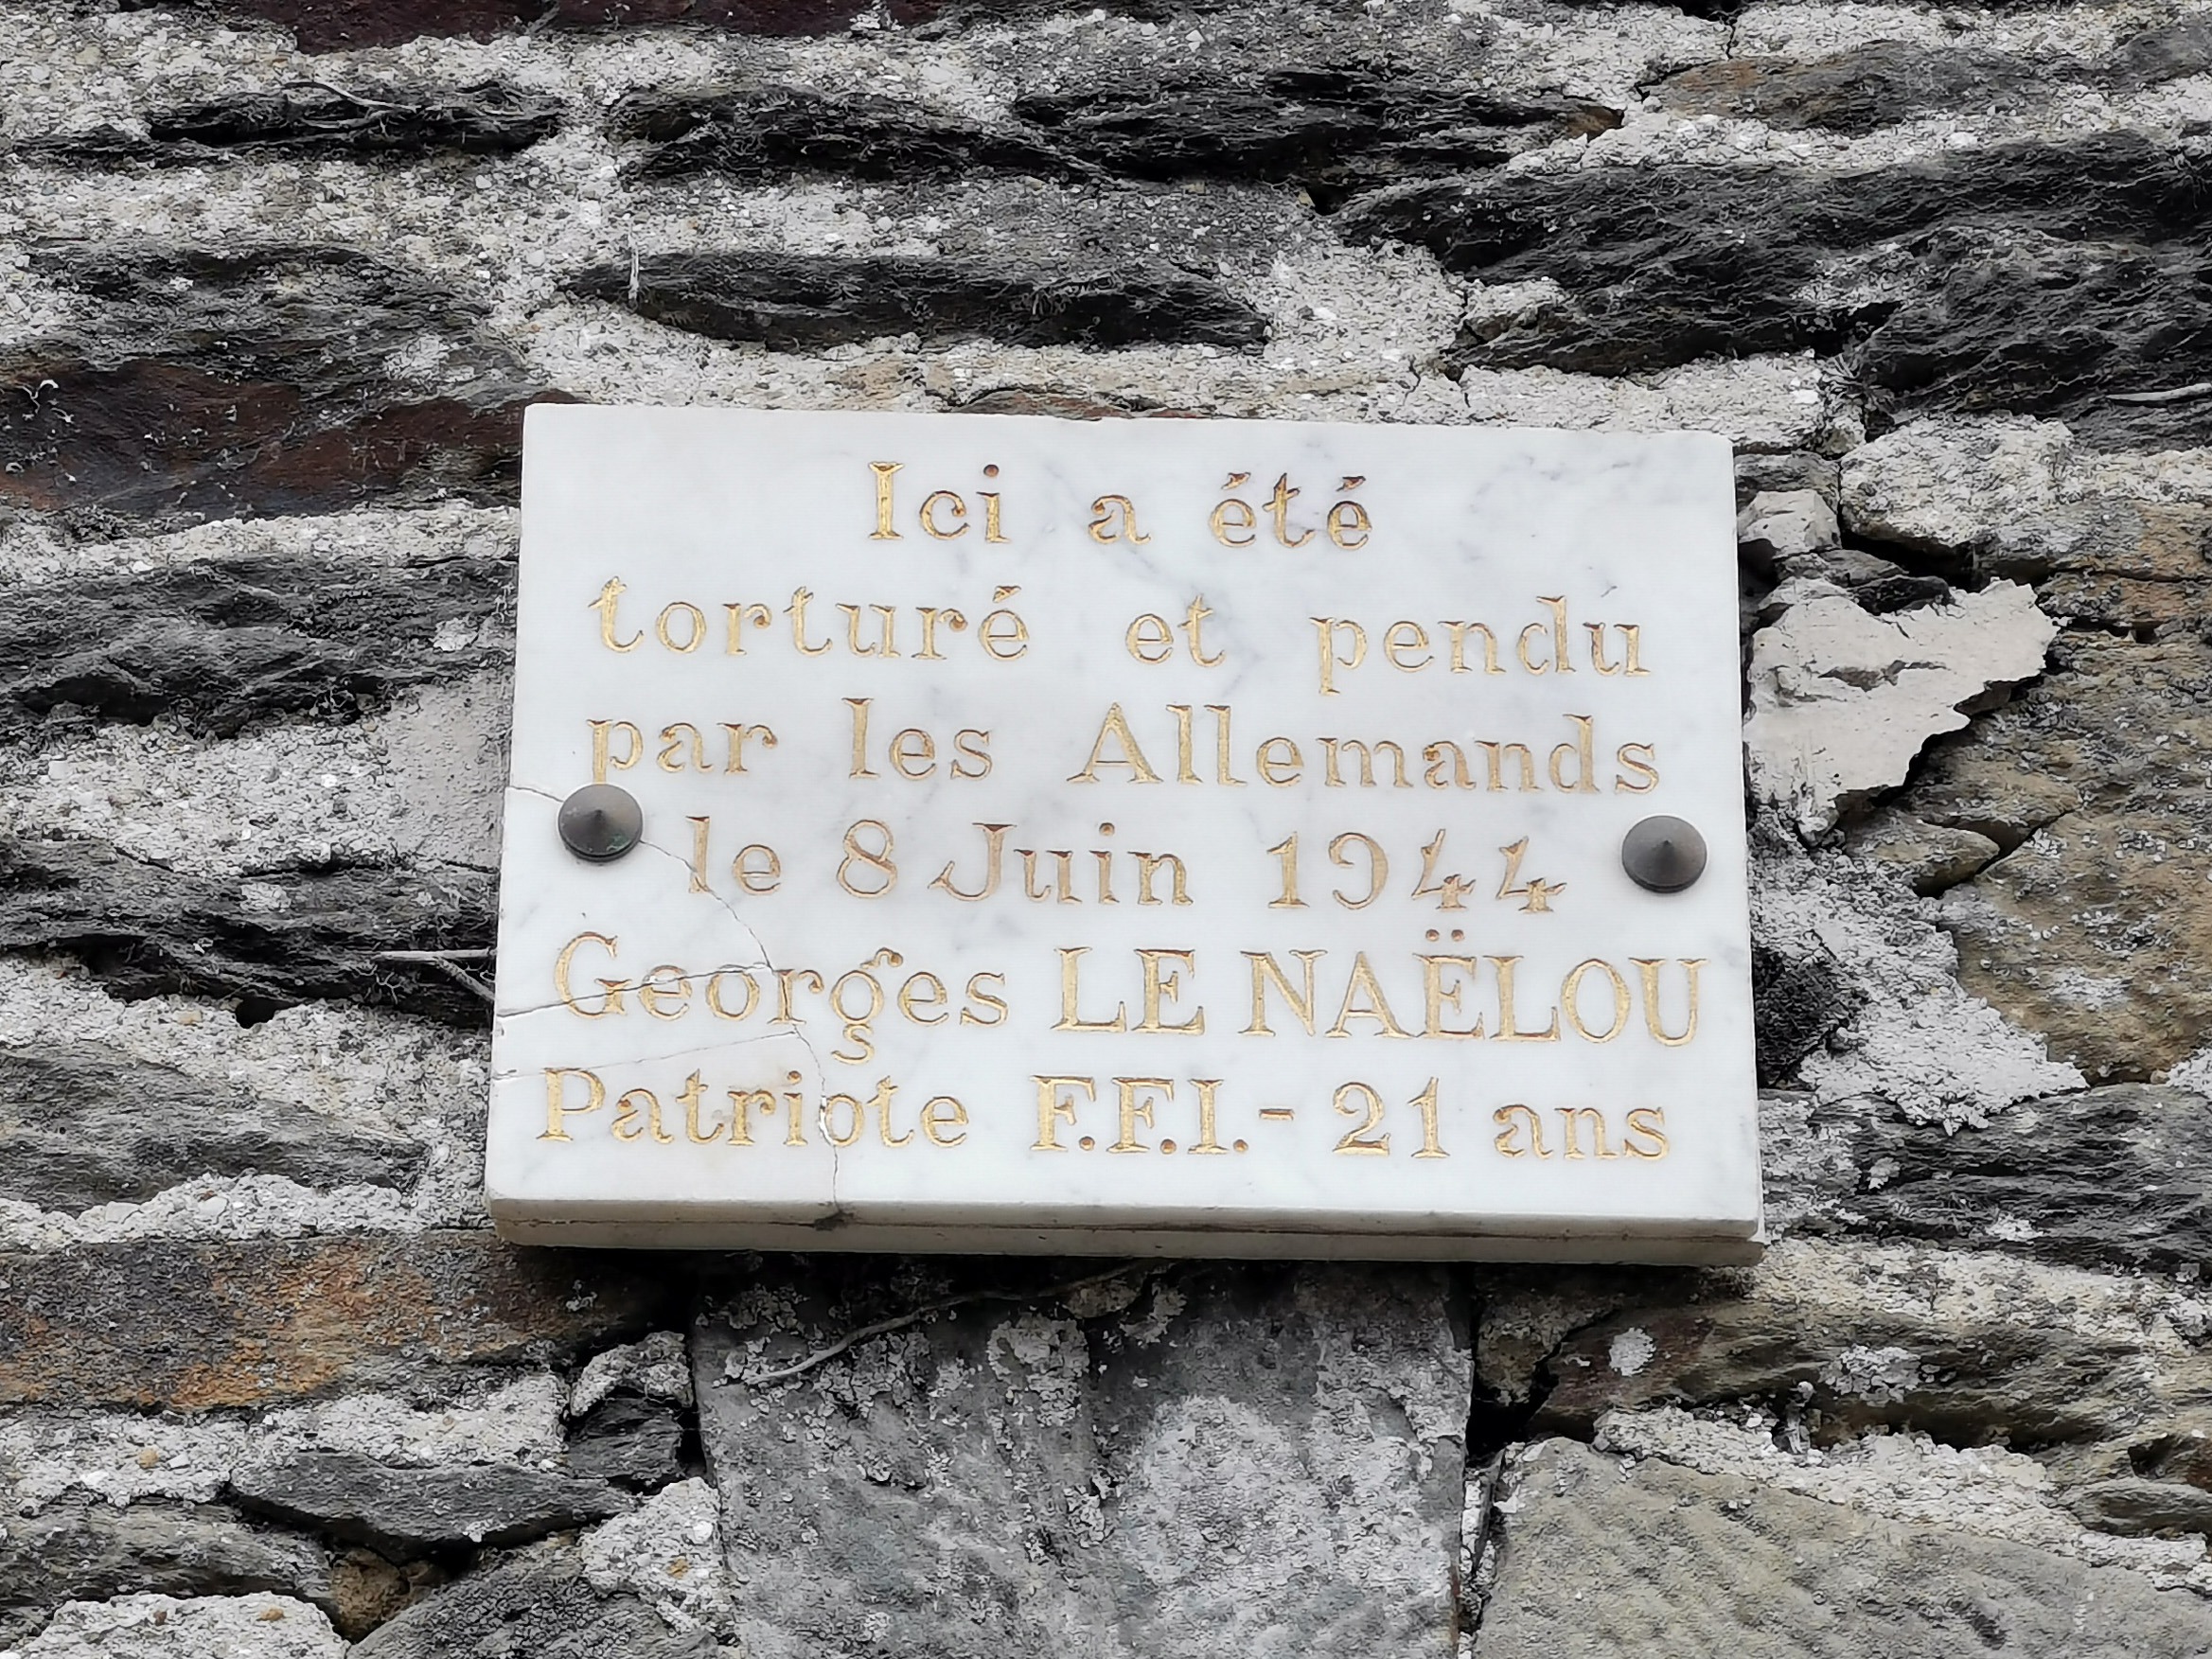 Ici a été
torturé et pendu
par les Allemands
le 8 Juin 1944
Georges LE NAËLOU
Patriote F.F.I.- 21 ans